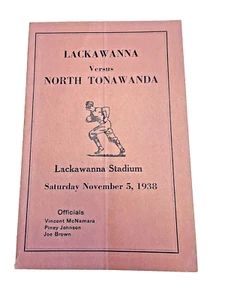 LACKAWANNA
Versus
NORTH TONAWANDA
Lackawanna Stadium
Saturday November 5, 1938
Officials
Vincent McNamara
Piney Johnson
Joe Brown